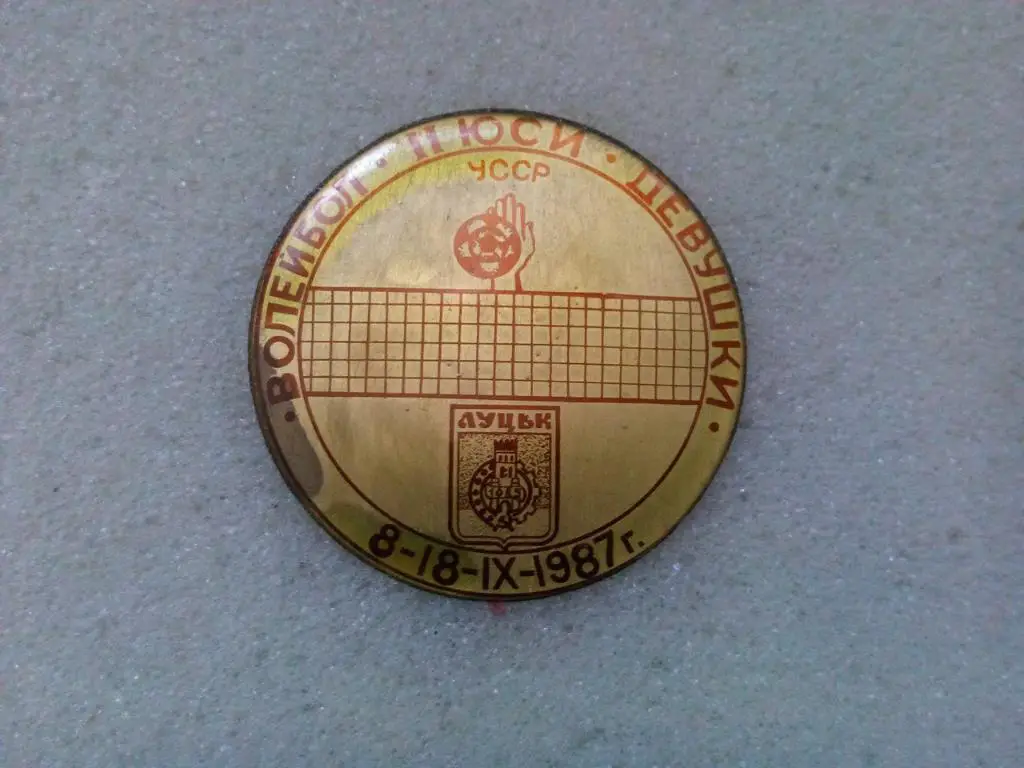 ·ВОЛЕЙБОЛ· II ЮСИ · ДЕВУШКИ·
УССР
ЛУЦЬК
8-18-IX-1987г.